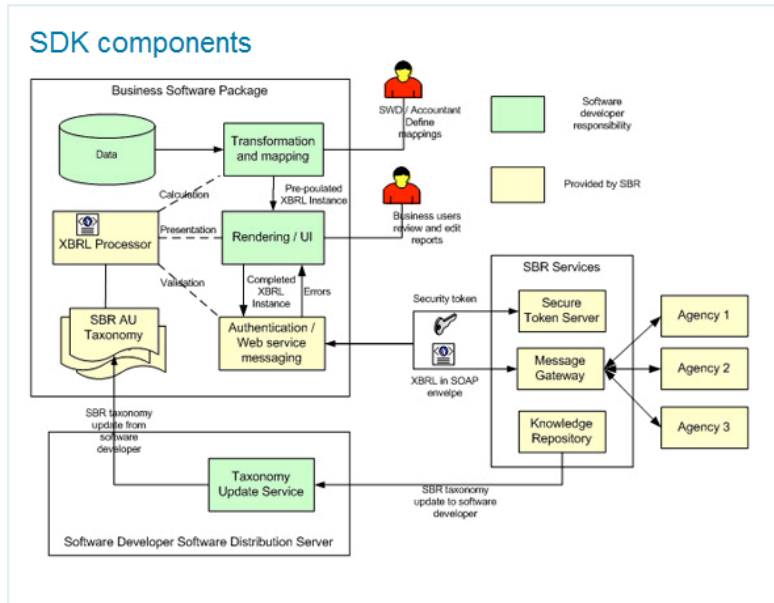 SDK components
Business Software Package
Data
Transformation
and mapping
SWD / Accountant
Define
mappings
Software
developer
responsibility
Calculation
Pre-popluated
XBRL Instance
Provided by SBR
XBRL Processor
Presentation
Rendering / UI
Business users
review and edit
reports
Validation
Completed
XBRL
Instance
Errors
SBR AU
Taxonomy
Authentication /
Web service
messaging
Security token
XBRL in SOAP
envelpe
SBR Services
Secure
Token Server
Message
Gateway
Knowledge
Repository
Agency 1
Agency 2
Agency 3
SBR taxonomy
update from
software
developer
Taxonomy
Update Service
SBR taxonomy
update to software
developer
Software Developer Software Distribution Server